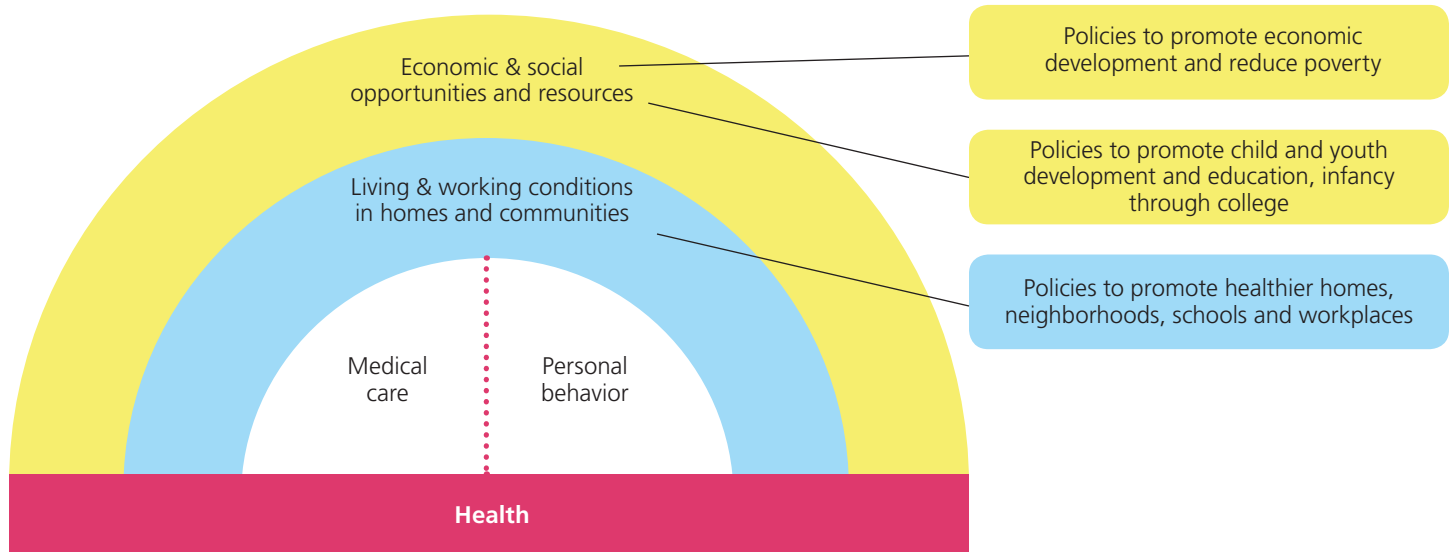 Economic & social
opportunities and resources
Living & working conditions
in homes and communities
Medical
care
Personal
behavior
Health
Policies to promote economic
development and reduce poverty
Policies to promote child and youth
development and education, infancy
through college
Policies to promote healthier homes,
neighborhoods, schools and workplaces